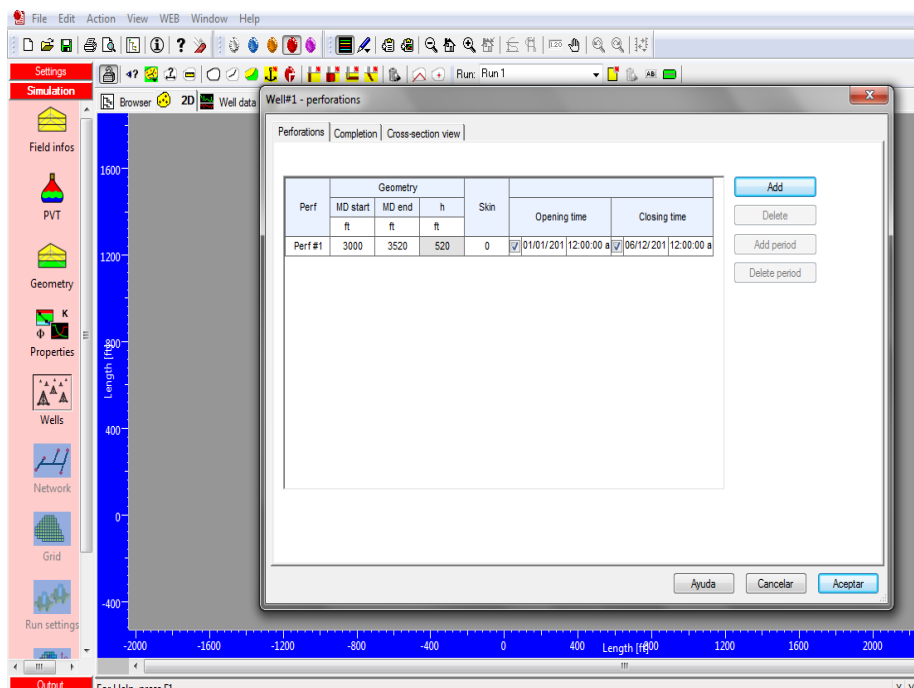 File Edit Action View WEB Window Help
Settings
Run: Run 1
Simulation
Browser 2D Well data
Well#1 - perforations
Perforations Completion Cross-section view
Field infos
PVT
Geometry
K
Φ
Properties
Wells
Network
Grid
Run settings
Output
Perf Geometry Skin Opening time Closing time
MD start MD end h
ft ft ft
Perf #1 3000 3520 520 0 01/01/201 12:00:00 a 06/12/201 12:00:00 a
Add
Delete
Add period
Delete period
Ayuda Cancelar Aceptar
1600
1200
800
400
0
-400
Length [ft]
-2000 -1600 -1200 -800 -400 0 400 800 1200 1600 2000
Length [ft]
For Help, press F1